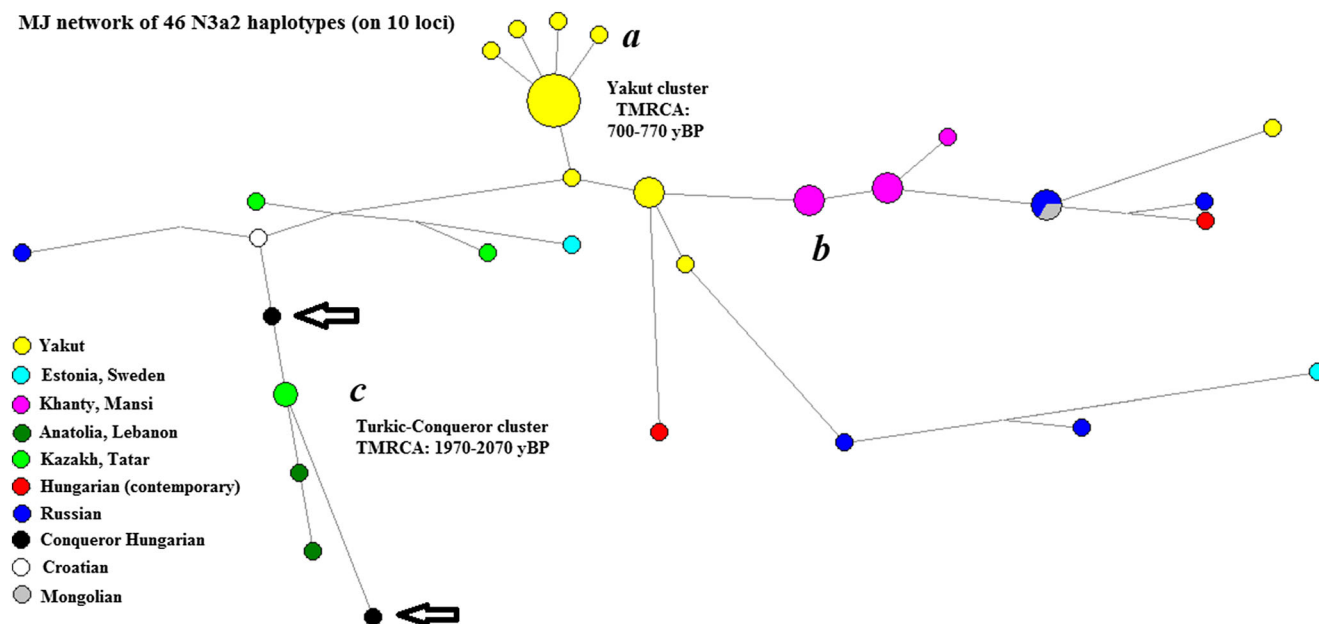 MJ network of 46 N3a2 haplotypes (on 10 loci)
a
Yakut cluster
TMRCA:
700-770 yBP
b
c
Turkic-Conqueror cluster
TMRCA: 1970-2070 yBP
Yakut
Estonia, Sweden
Khanty, Mansi
Anatolia, Lebanon
Kazakh, Tatar
Hungarian (contemporary)
Russian
Conqueror Hungarian
Croatian
Mongolian